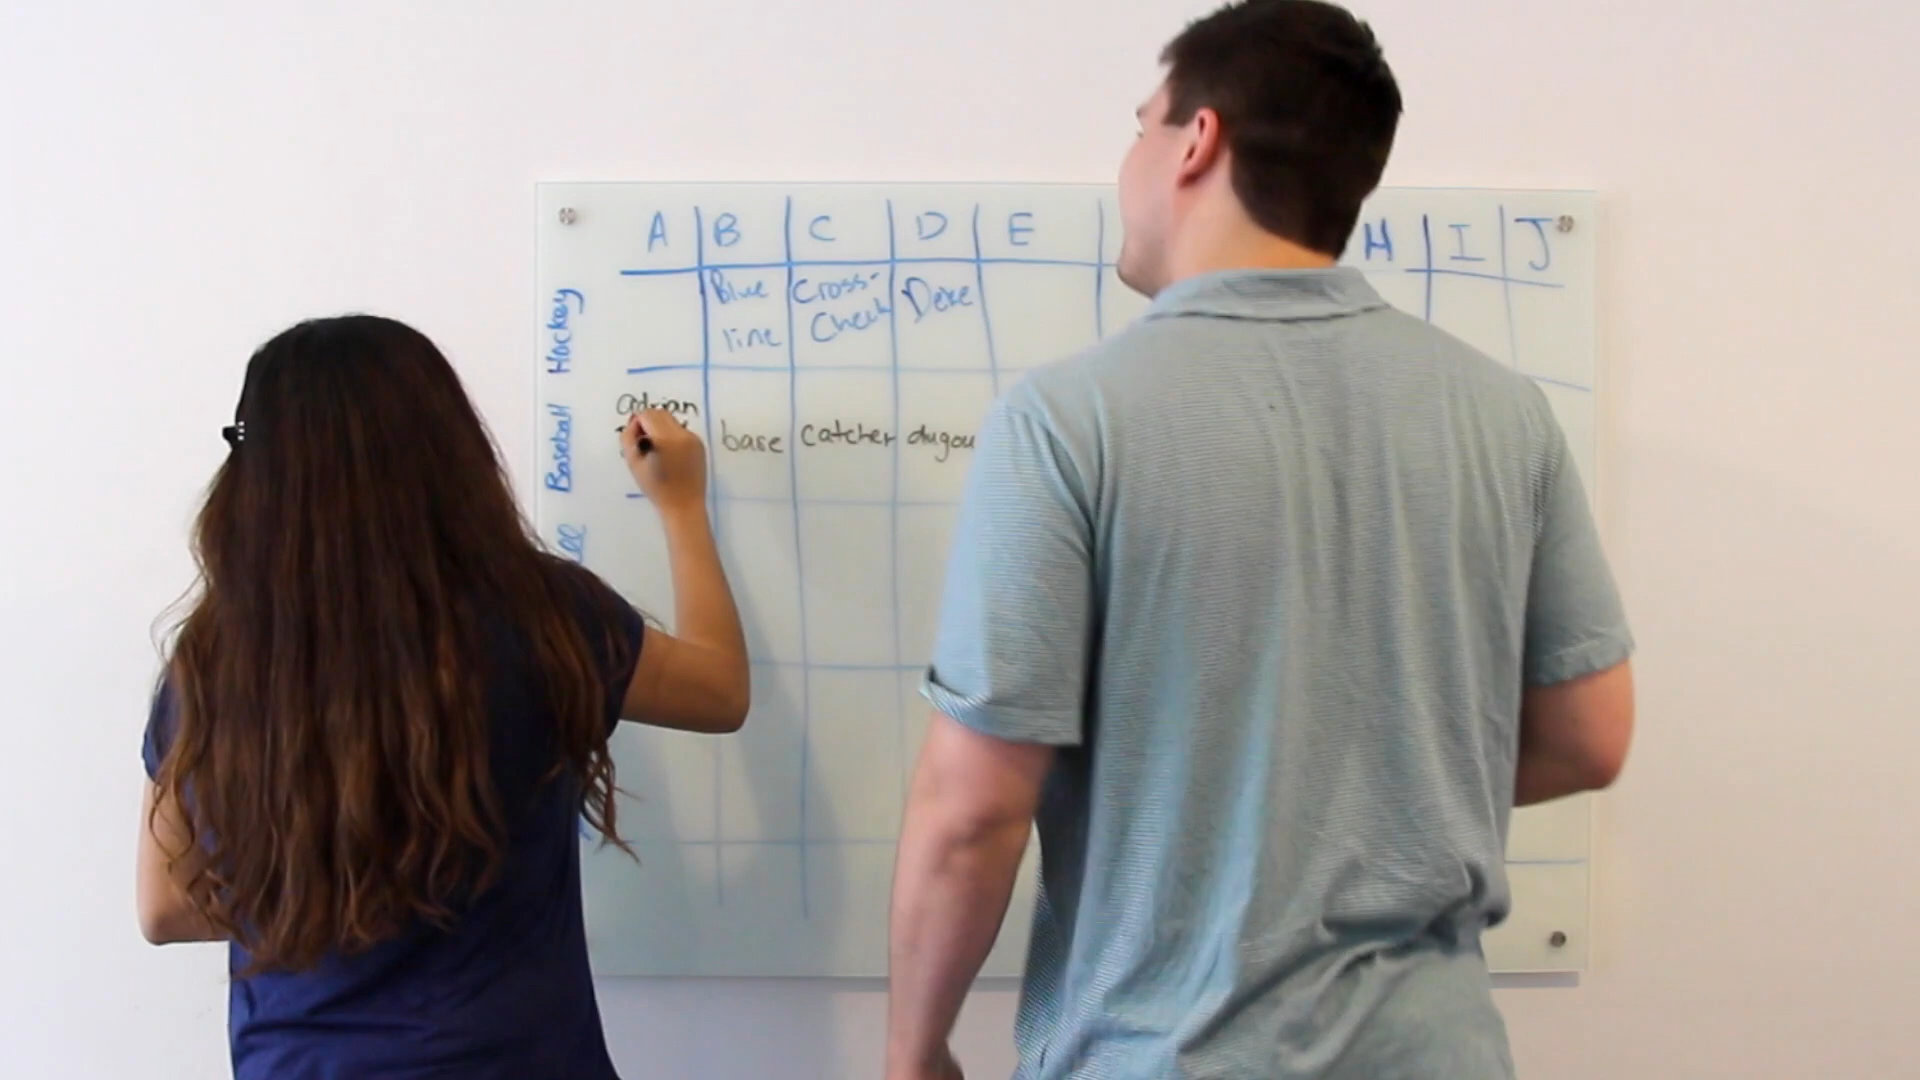 A B C D E H I J
Hockey
Blue line
Cross-Check
Deke
Baseball
adrian
base
catcher
dugou